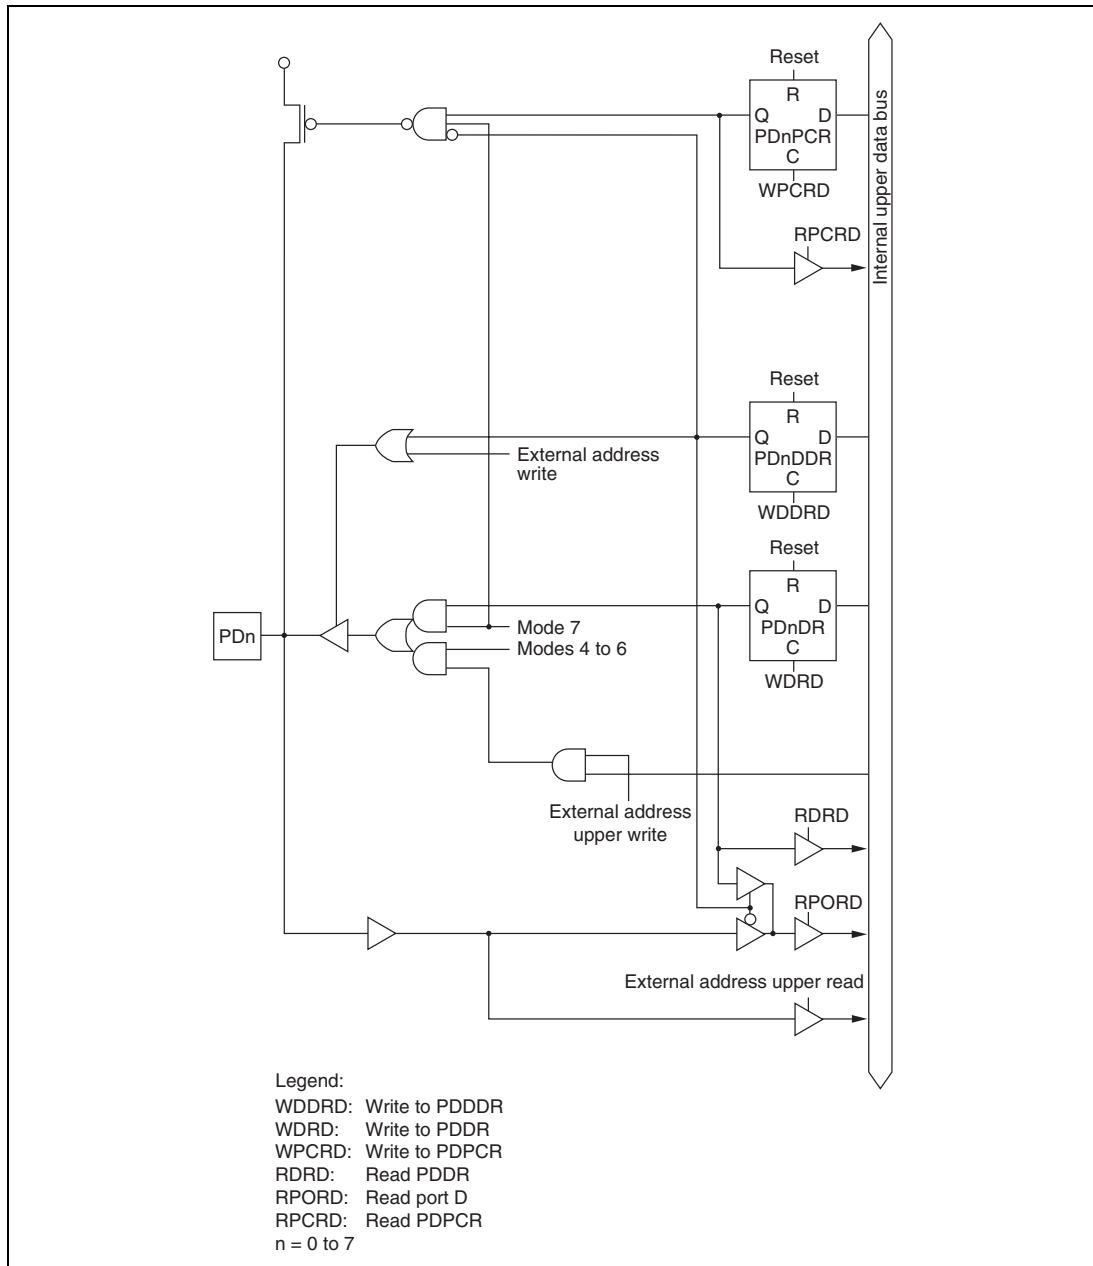 Reset
R
Q D
PDnPCR
C
WPCRD
RPCRD
Internal upper data bus
Reset
R
Q D
PDnDDR
C
WDDRD
External address
write
Reset
R
Q D
PDnDR
C
WDRD
PDn
Mode 7
Modes 4 to 6
External address
upper write
RDRD
RPORD
External address upper read
Legend:
WDDRD: Write to PDDDR
WDRD: Write to PDDR
WPCRD: Write to PDPCR
RDRD: Read PDDR
RPORD: Read port D
RPCRD: Read PDPCR
n = 0 to 7